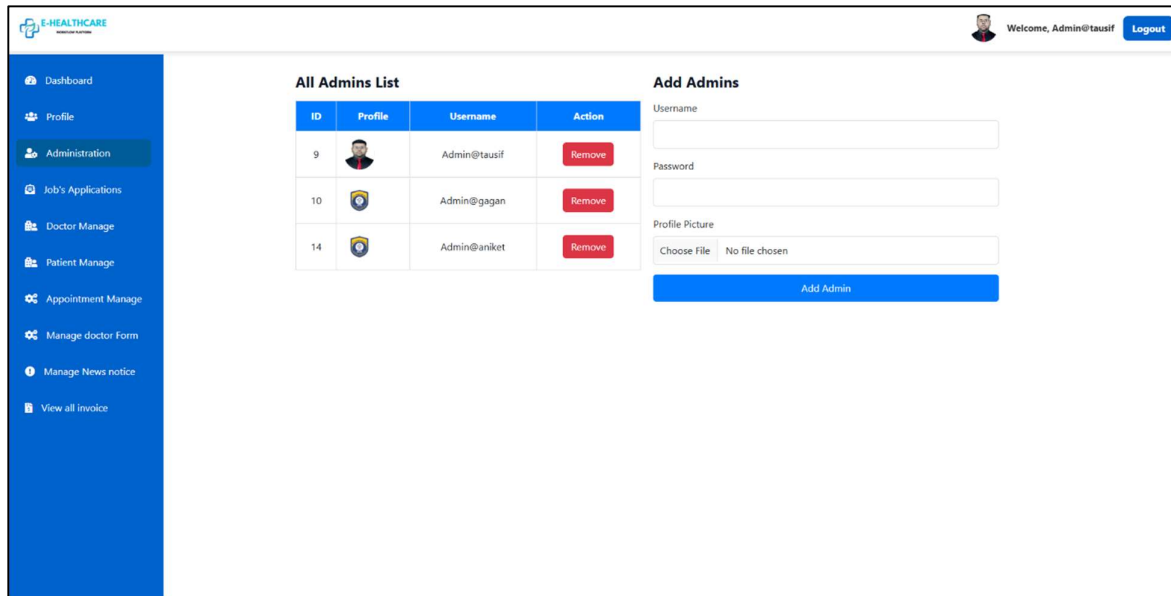 E-HEALTHCARE
WORKFLOW PLATFORM
Welcome, Admin@tausif
Logout
Dashboard
Profile
Administration
Job's Applications
Doctor Manage
Patient Manage
Appointment Manage
Manage doctor Form
Manage News notice
View all invoice
All Admins List
ID Profile Username Action
9 Admin@tausif Remove
10 Admin@gagan Remove
14 Admin@aniket Remove
Add Admins
Username
Password
Profile Picture
Choose File No file chosen
Add Admin